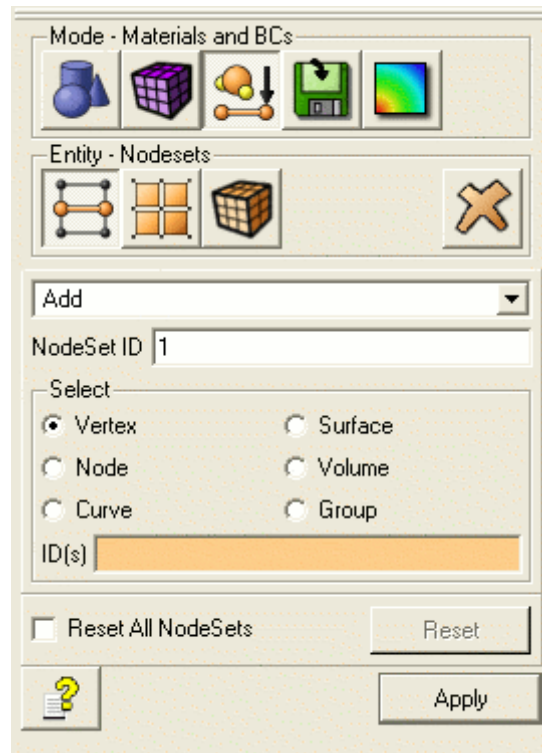 Mode - Materials and BCs
Entity - Nodesets
Add
NodeSet ID 1
Select
Vertex Surface
Node Volume
Curve Group
ID(s)
Reset All NodeSets Reset
Apply